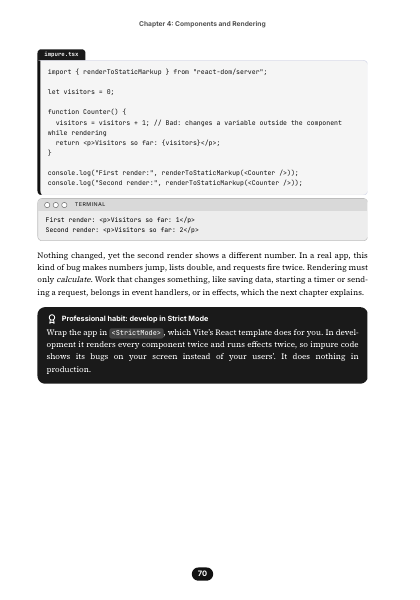 Chapter 4: Components and Rendering
impure.tsx
import { renderToStaticMarkup } from "react-dom/server";
let visitors = 0;
function Counter() {
  visitors = visitors + 1; // Bad: changes a variable outside the component
while rendering
  return <p>Visitors so far: {visitors}</p>;
}
console.log("First render:", renderToStaticMarkup(<Counter />));
console.log("Second render:", renderToStaticMarkup(<Counter />));
TERMINAL
First render: <p>Visitors so far: 1</p>
Second render: <p>Visitors so far: 2</p>
Nothing changed, yet the second render shows a different number. In a real app, this
kind of bug makes numbers jump, lists double, and requests fire twice. Rendering must
only calculate. Work that changes something, like saving data, starting a timer or send-
ing a request, belongs in event handlers, or in effects, which the next chapter explains.
Professional habit: develop in Strict Mode
Wrap the app in <StrictMode>, which Vite's React template does for you. In devel-
opment it renders every component twice and runs effects twice, so impure code
shows its bugs on your screen instead of your users'. It does nothing in
production.
70